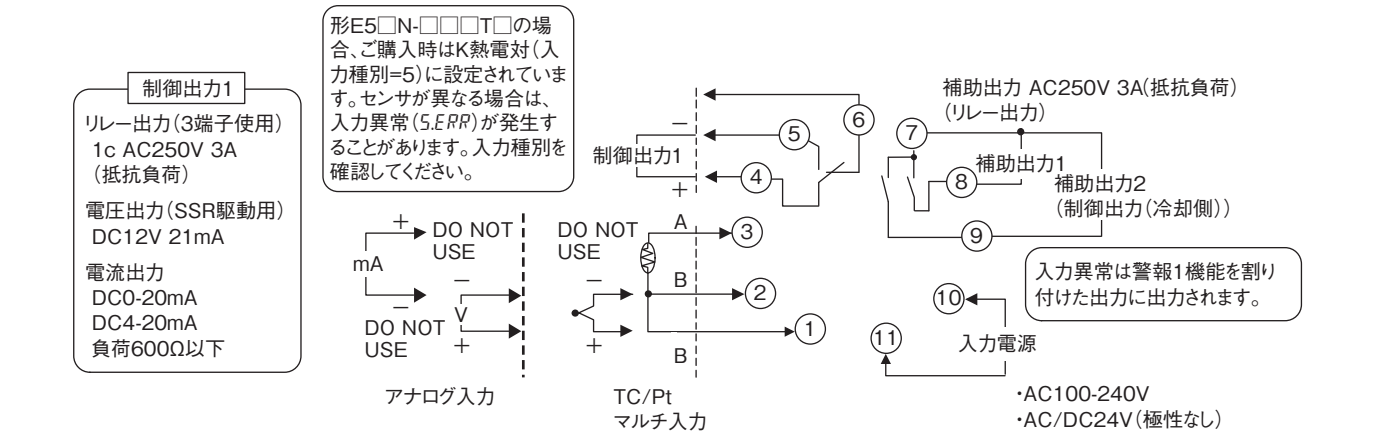 制御出力1
リレー出力(3端子使用)
1c AC250V 3A
(抵抗負荷)
電圧出力(SSR駆動用)
DC12V 21mA
電流出力
DC0-20mA
DC4-20mA
負荷600Ω以下
形E5□N-□□□T□の場
合、ご購入時はK熱電対(入
力種別=5)に設定されていま
す。センサが異なる場合は、
入力異常(S.ERR)が発生す
ることがあります。入力種別を
確認してください。
+
DO NOT
USE
mA
−
DO NOT
USE
−
V
+
アナログ入力
DO NOT
USE
−
+
A
B
B
TC/Pt
マルチ入力
③
②
①
−
制御出力1
+
⑥
⑤
④
補助出力 AC250V 3A(抵抗負荷)
(リレー出力)
⑦
補助出力1
⑧
補助出力2
(制御出力(冷却側))
⑨
入力異常は警報1機能を割り
付けた出力に出力されます。
⑩
⑪
入力電源
・AC100-240V
・AC/DC24V(極性なし)